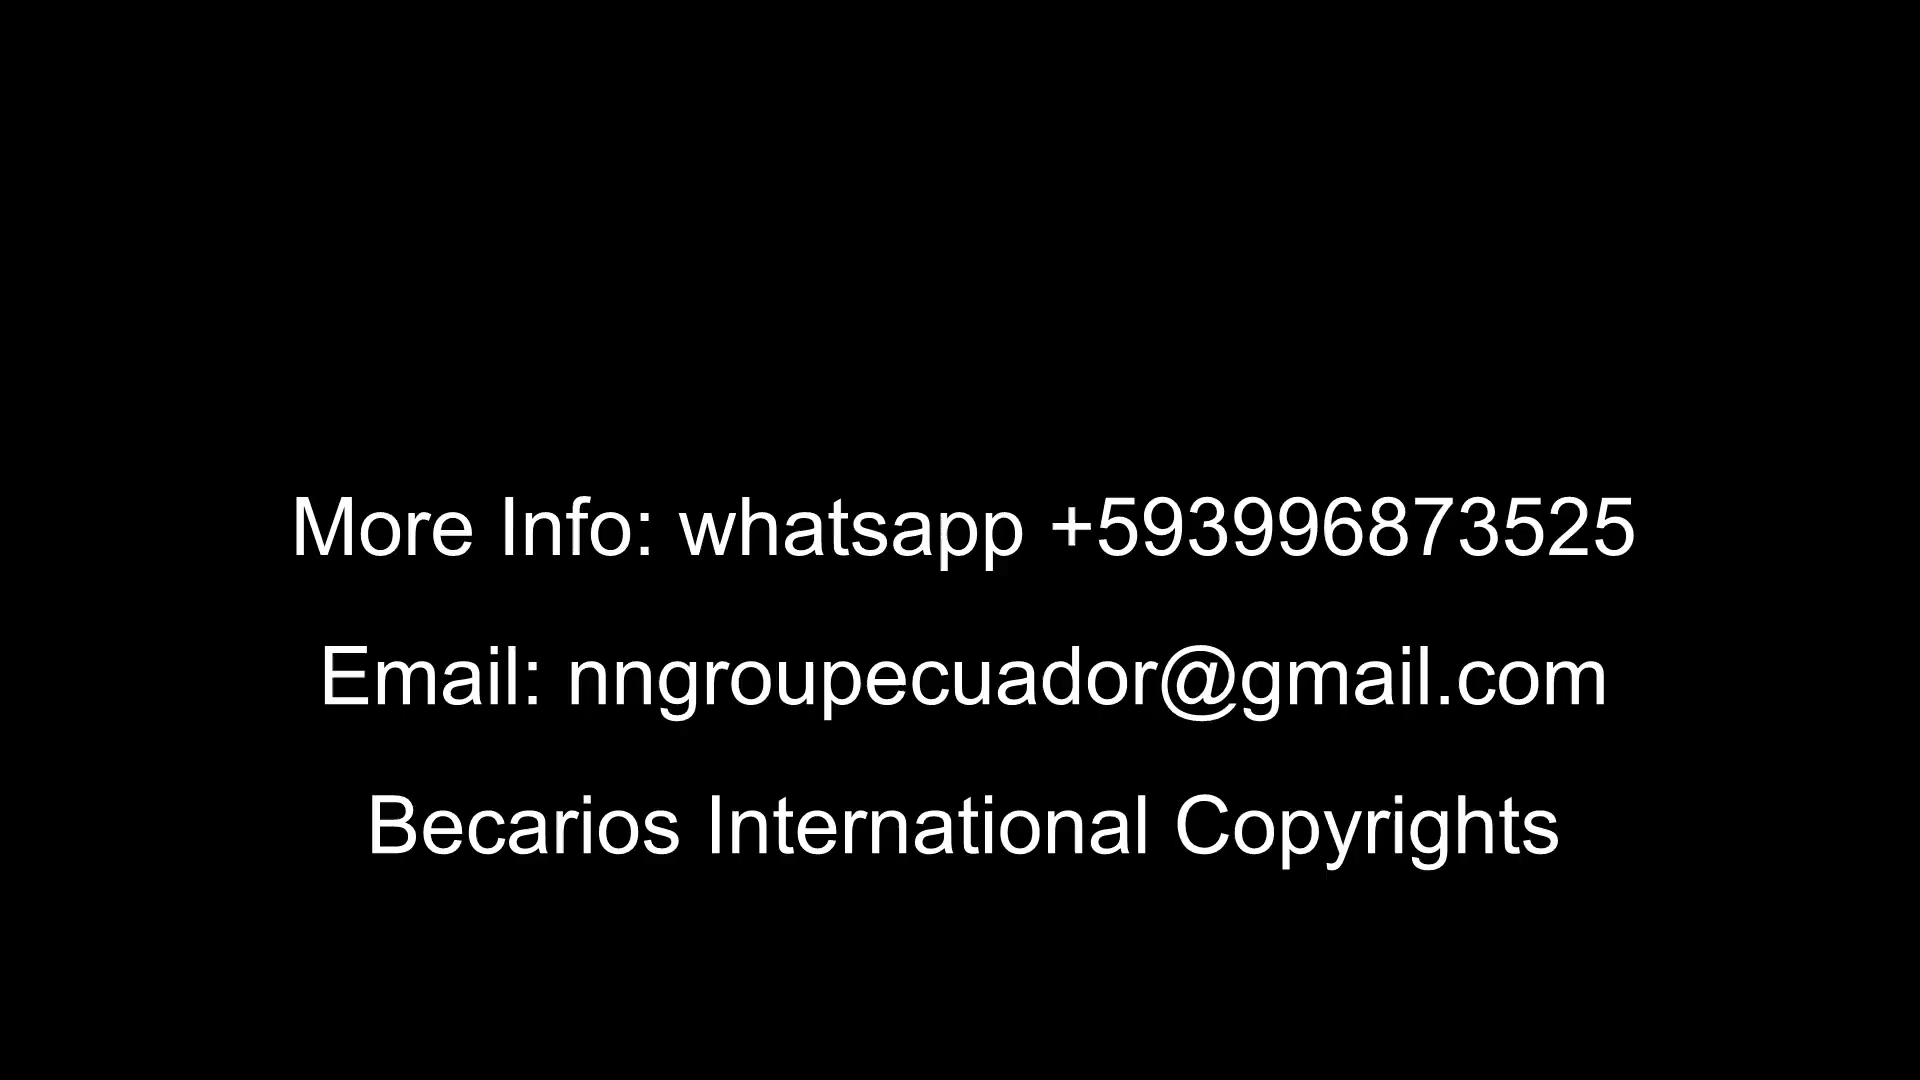 More Info: whatsapp +593996873525
Email: nngroupecuador@gmail.com
Becarios International Copyrights